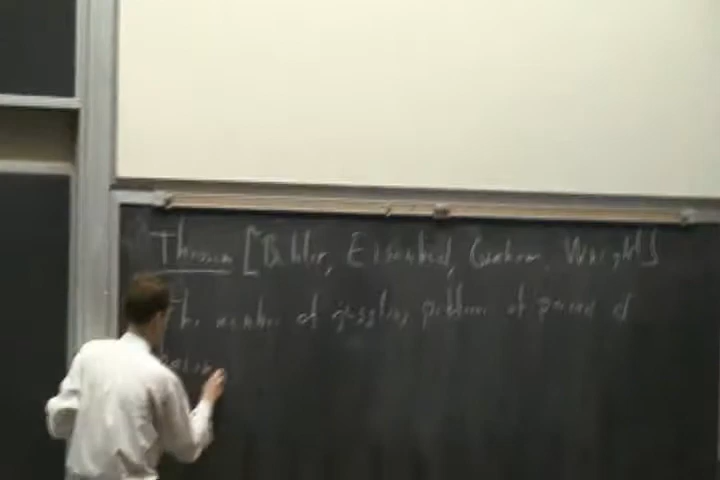 Theorem [Buhler, Eisenbud, Graham, Wright]
The number of juggling patterns of period d